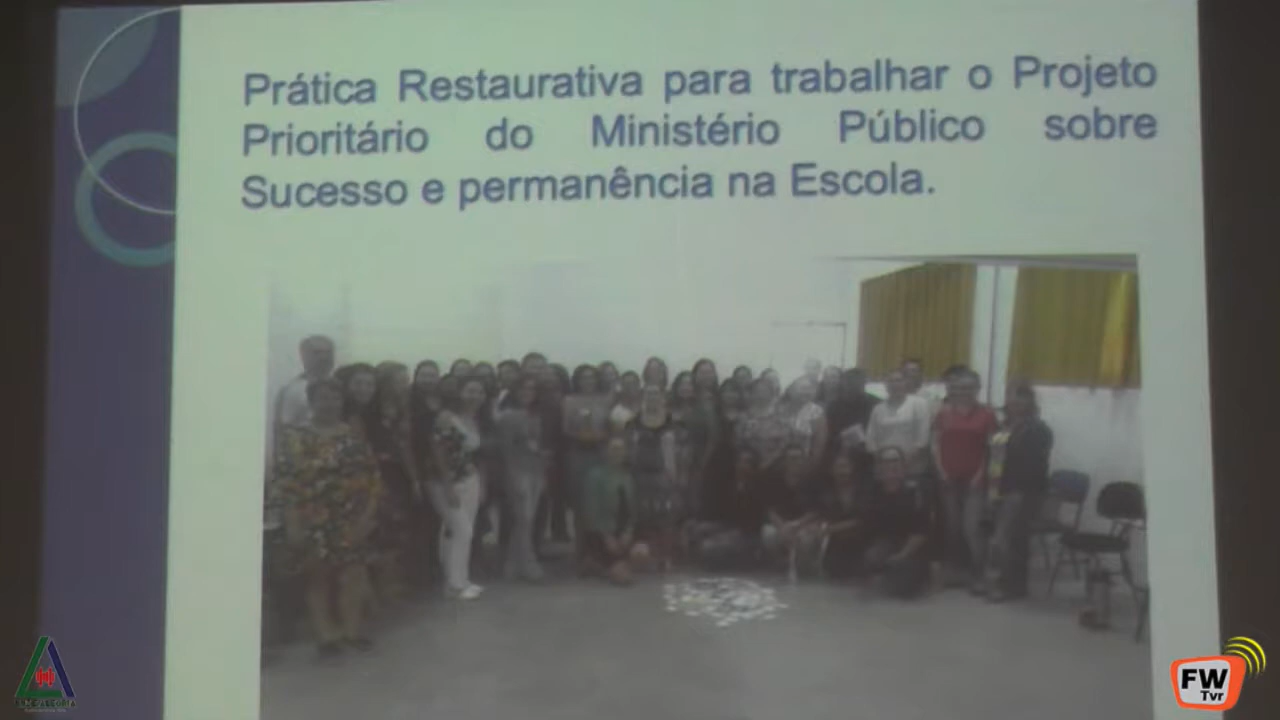 Prática Restaurativa para trabalhar o Projeto
Prioritário do Ministério Público sobre
Sucesso e permanência na Escola.
FW
Tvr